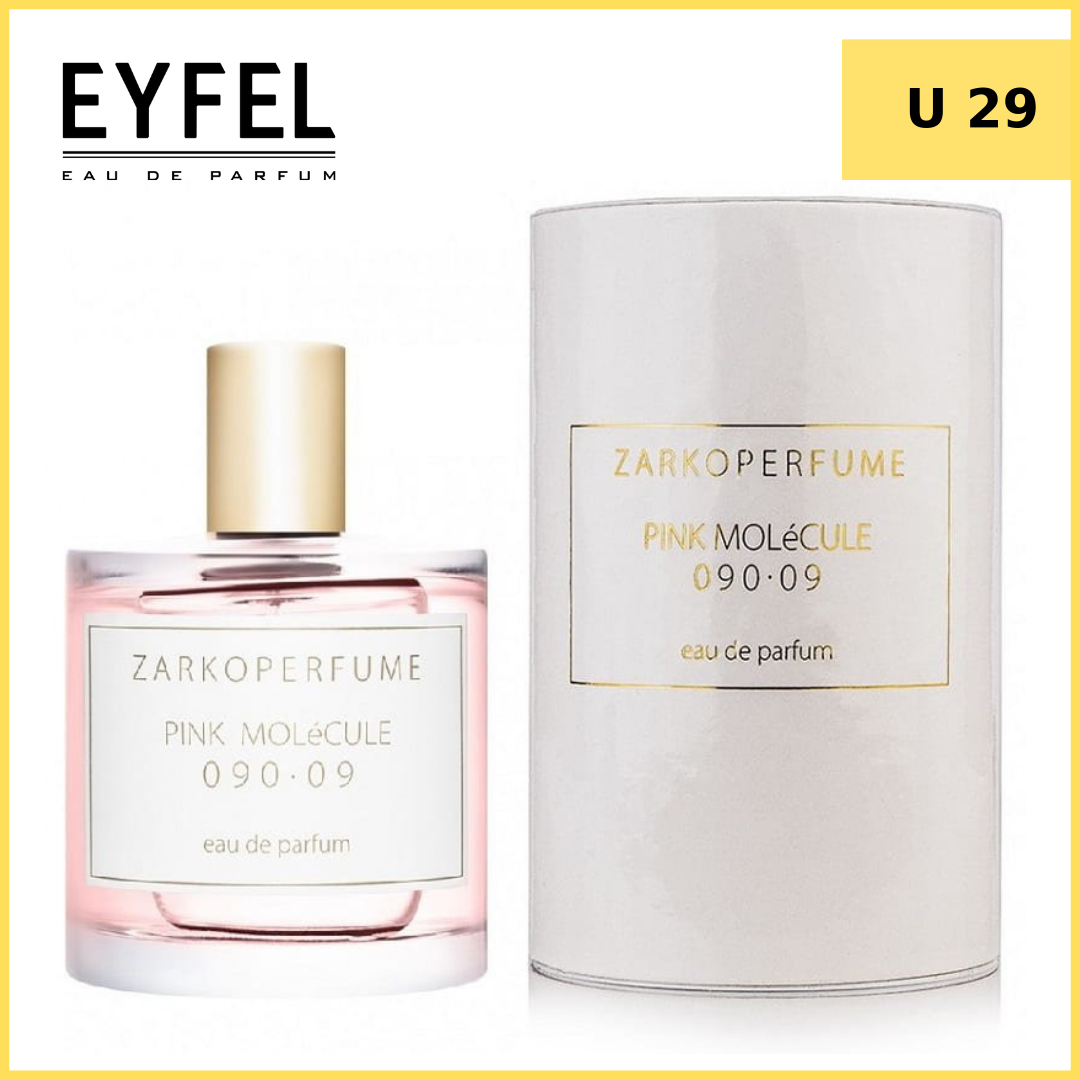 EYFEL
EAU DE PARFUM
U 29
ZARKOPERFUME
PINK MOLéCULE
090·09
eau de parfum
ZARKOPERFUME
PINK MOLéCULE
090·09
eau de parfum